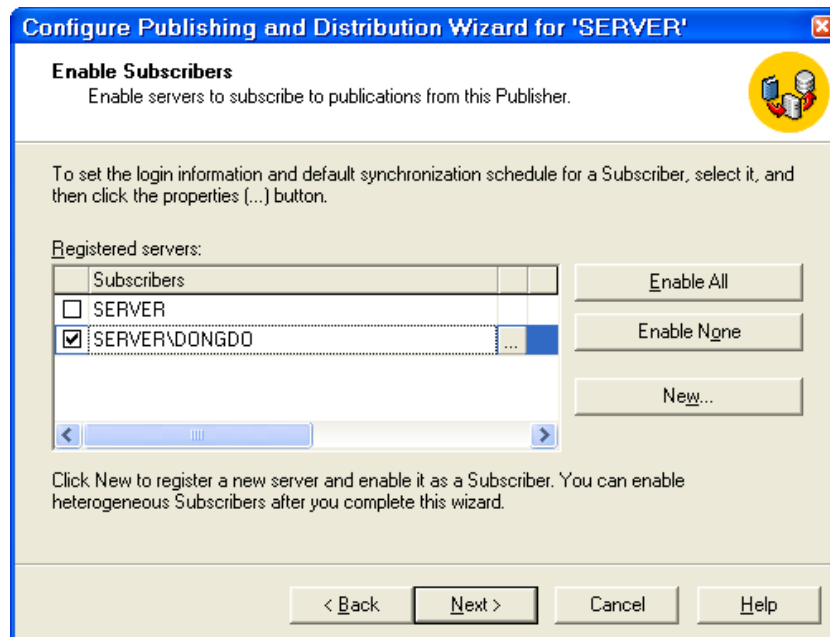 Configure Publishing and Distribution Wizard for 'SERVER'
Enable Subscribers
Enable servers to subscribe to publications from this Publisher.
To set the login information and default synchronization schedule for a Subscriber, select it, and
then click the properties (...) button.
Registered servers:
Subscribers
SERVER
SERVER\DONGDO
...
Enable All
Enable None
New...
Click New to register a new server and enable it as a Subscriber. You can enable
heterogeneous Subscribers after you complete this wizard.
< Back
Next >
Cancel
Help